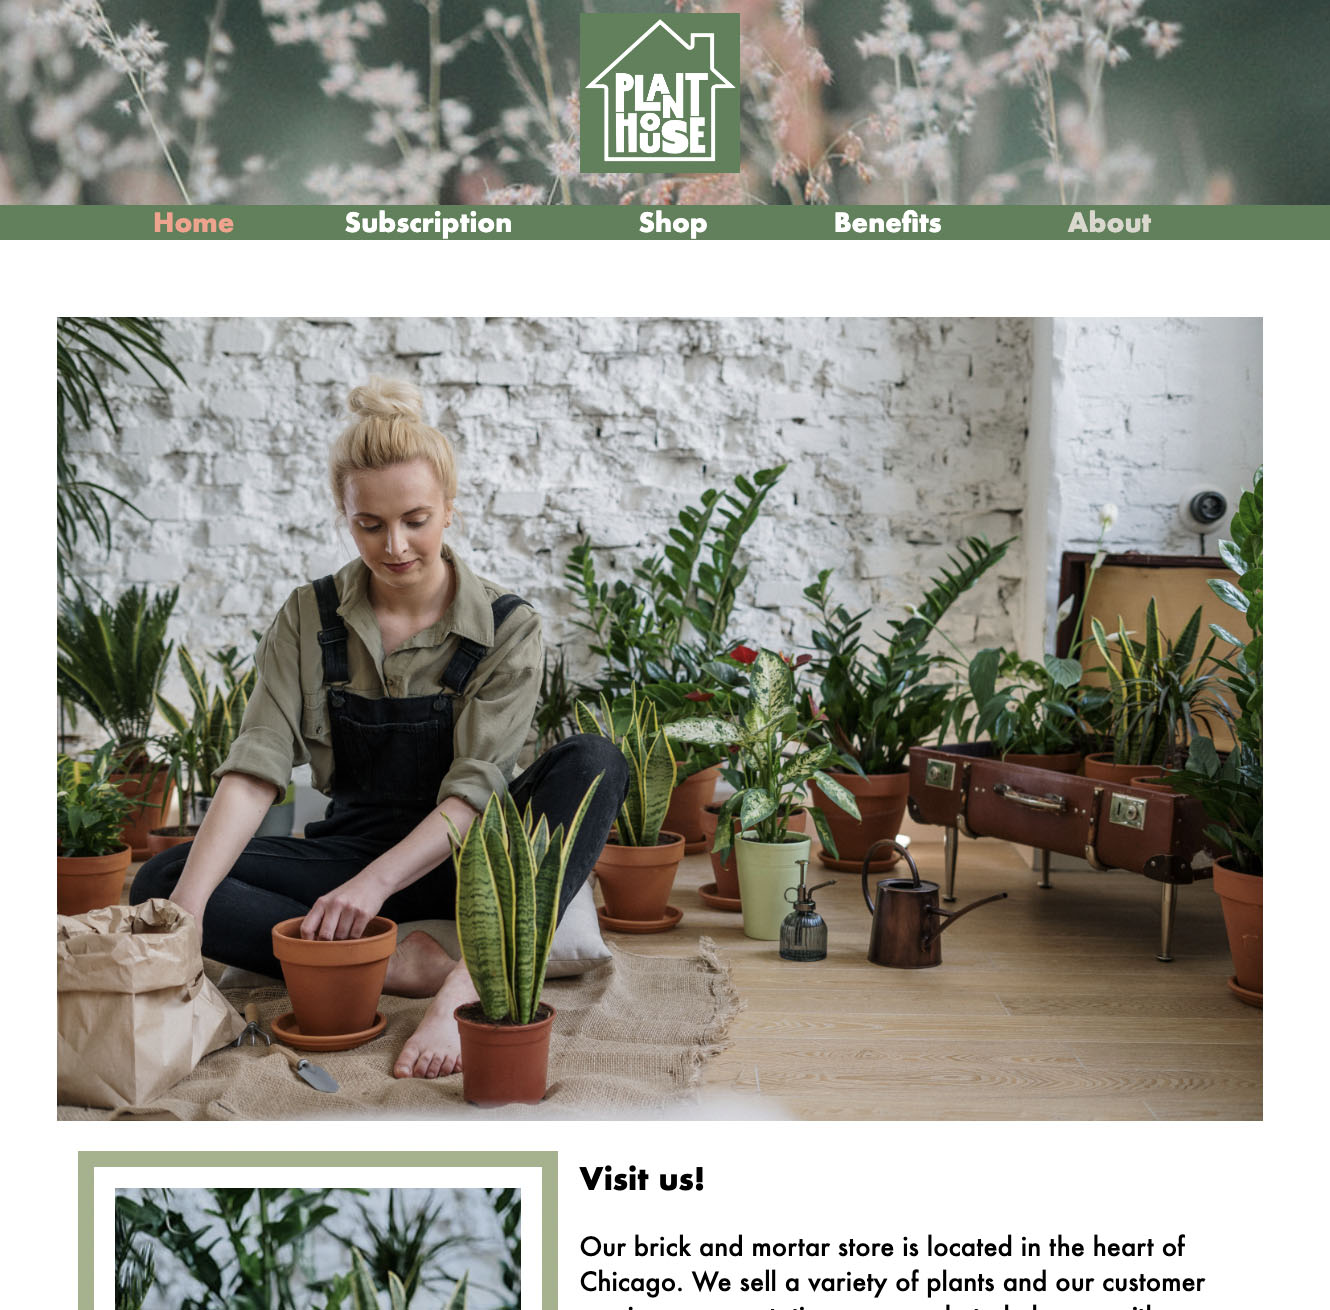 PLANT
HOUSE
Home Subscription Shop Benefits About
Visit us!
Our brick and mortar store is located in the heart of
Chicago. We sell a variety of plants and our customer